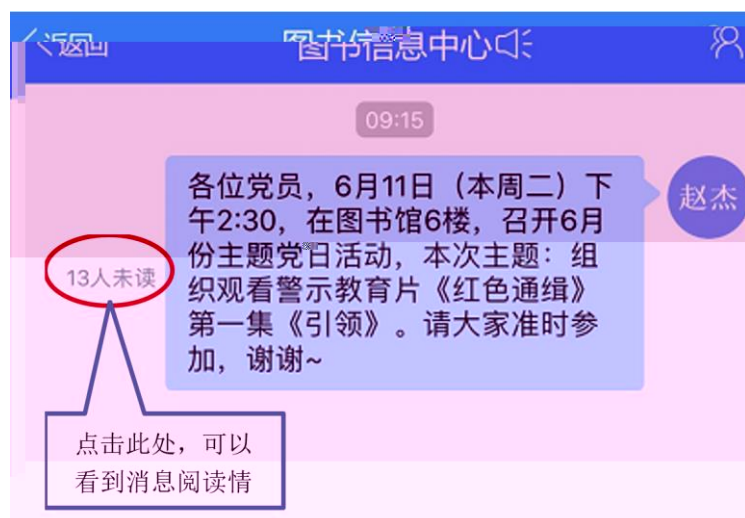 返回 图书信息中心
09:15
各位党员，6月11日（本周二）下
午2:30，在图书馆6楼，召开6月
份主题党日活动，本次主题：组
织观看警示教育片《红色通缉》
第一集《引领》。请大家准时参
加，谢谢~
赵杰
13人未读
点击此处，可以
看到消息阅读情